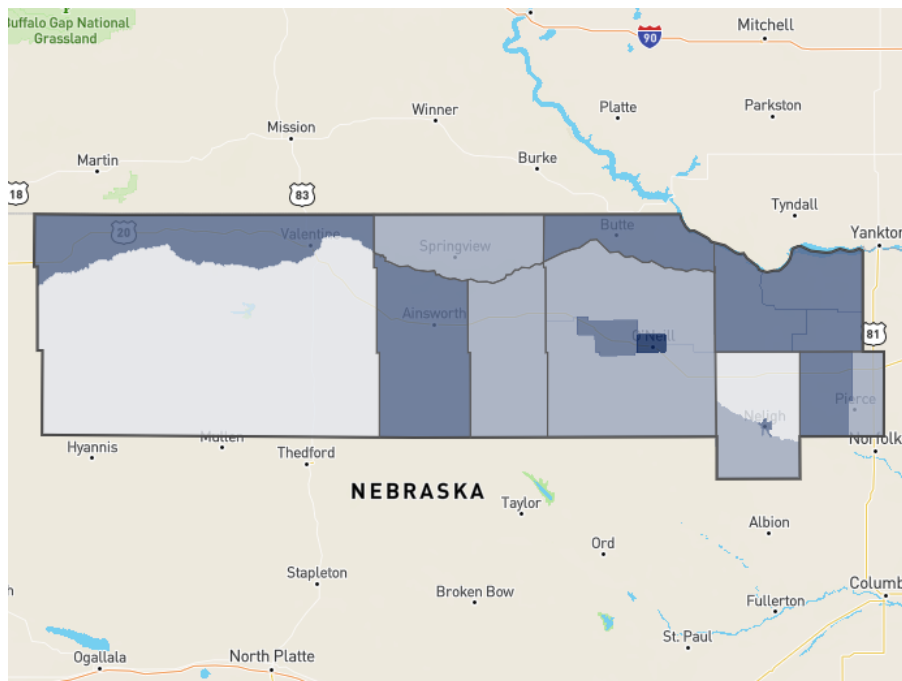 Buffalo Gap National
Grassland
90
Mitchell
Platte
Parkston
Winner
Mission
Burke
Martin
18
83
Tyndall
Yankton
20
Valentine
Springview
Butte
Ainsworth
O'Neill
81
Neligh
Pierce
Hyannis
Mullen
Thedford
Norfolk
NEBRASKA
Taylor
Albion
Ord
Stapleton
Broken Bow
Columb
Fullerton
St. Paul
Ogallala
North Platte